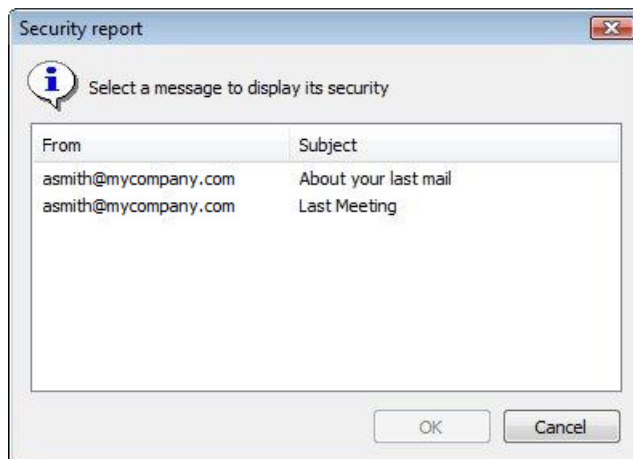 Security report
Select a message to display its security
From Subject
asmith@mycompany.com About your last mail
asmith@mycompany.com Last Meeting
OK Cancel